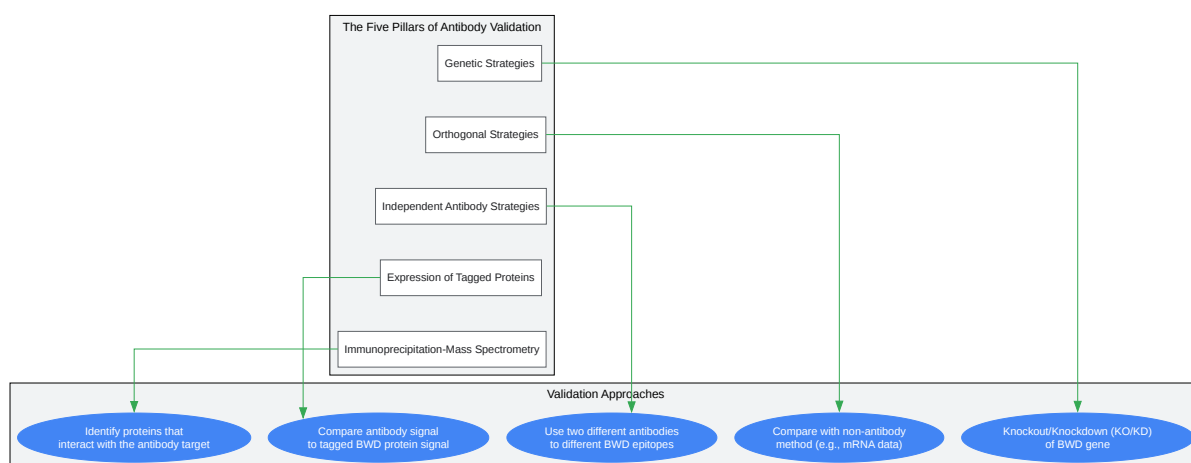 The Five Pillars of Antibody Validation
Genetic Strategies
Orthogonal Strategies
Independent Antibody Strategies
Expression of Tagged Proteins
Immunoprecipitation-Mass Spectrometry
Validation Approaches
Identify proteins that
interact with the antibody target
Compare antibody signal
to tagged BWD protein signal
Use two different antibodies
to different BWD epitopes
Compare with non-antibody
method (e.g., mRNA data)
Knockout/Knockdown (KO/KD)
of BWD gene